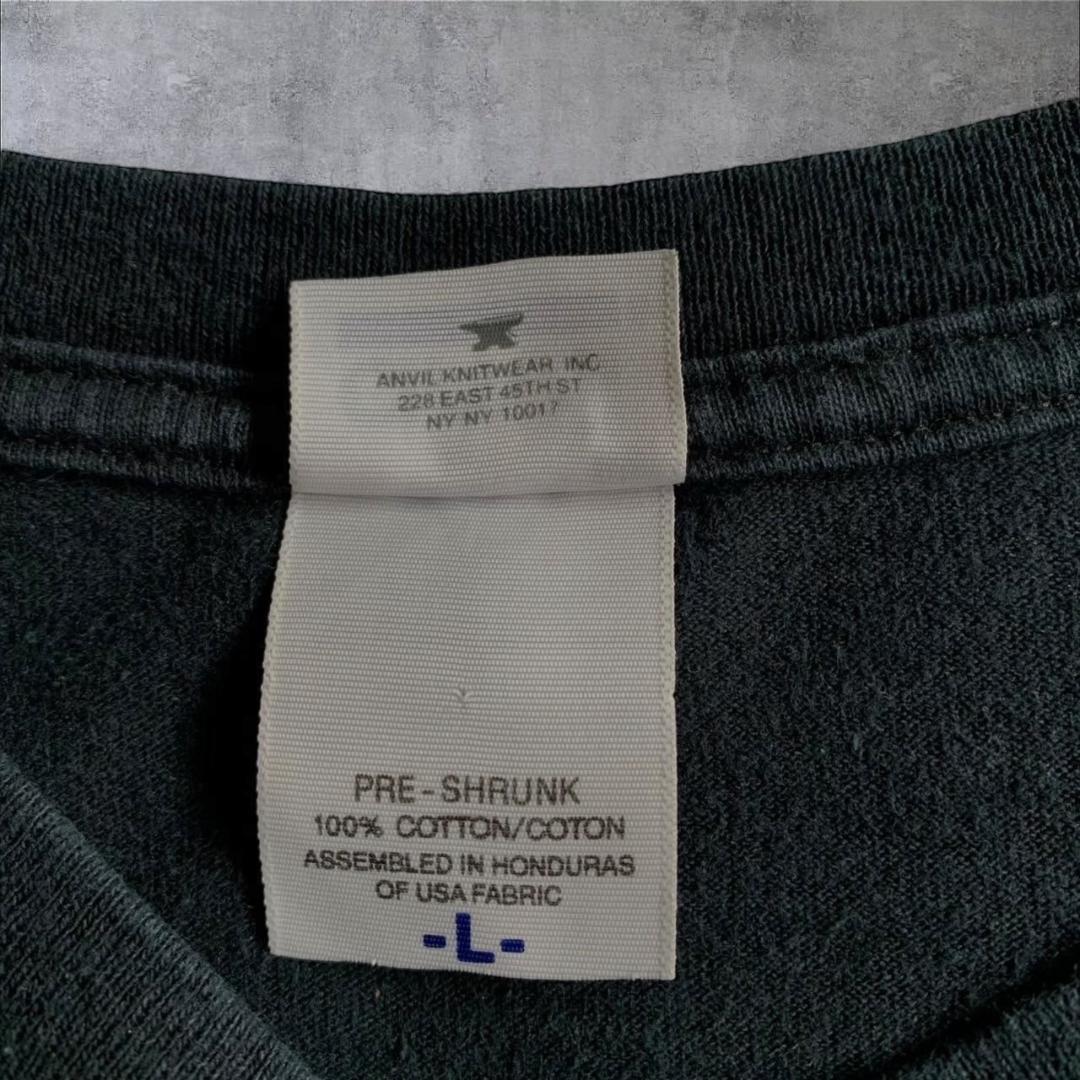 ANVIL KNITWEAR INC
228 EAST 45TH ST
NY NY 10017
PRE-SHRUNK
100% COTTON/COTON
ASSEMBLED IN HONDURAS
OF USA FABRIC
-L-